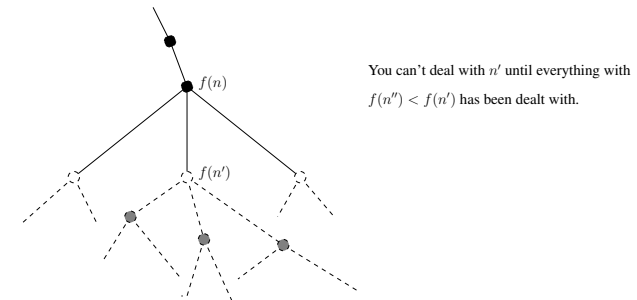 f(n)
You can't deal with n′ until everything with
f(n″) < f(n′) has been dealt with.
f(n′)